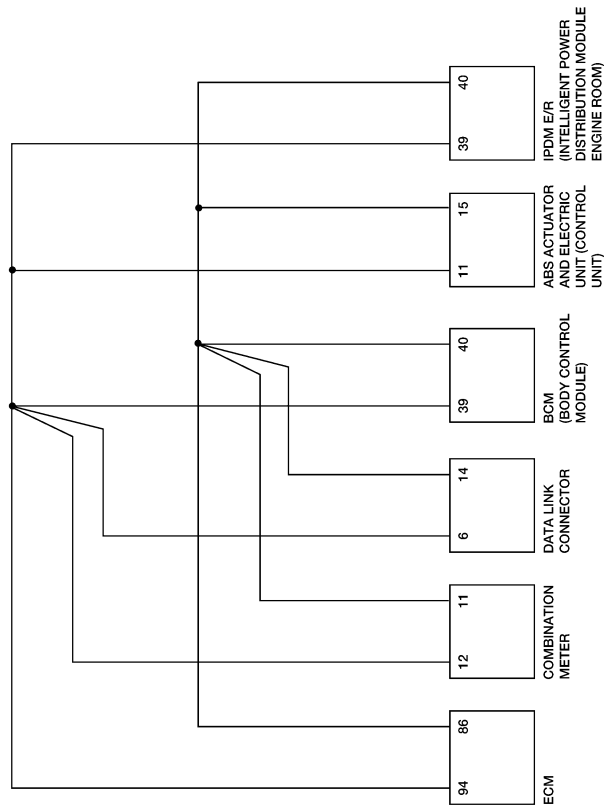 94
86
ECM
12
11
COMBINATION
METER
6
14
DATA LINK
CONNECTOR
39
40
BCM
(BODY CONTROL
MODULE)
11
15
ABS ACTUATOR
AND ELECTRIC
UNIT (CONTROL
UNIT)
39
40
IPDM E/R
(INTELLIGENT POWER
DISTRIBUTION MODULE
ENGINE ROOM)